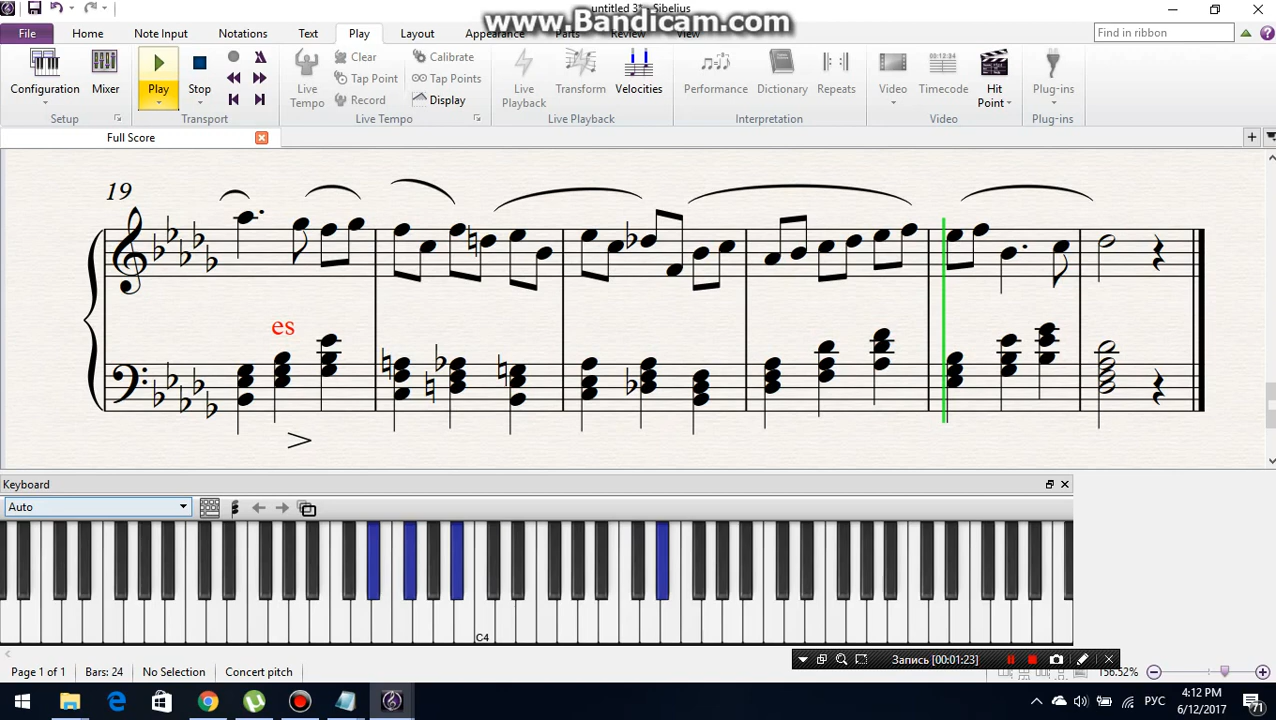 untitled 3* - Sibelius
www.Bandicam.com
File Home Note Input Notations Text Play Layout Appearance Parts Review View Find in ribbon
Configuration Mixer Play Stop Live Tempo Clear Tap Point Record Calibrate Tap Points Display Live Playback Transform Velocities Performance Dictionary Repeats Video Timecode Hit Point Plug-ins
Setup Transport Live Tempo Live Playback Interpretation Video Plug-ins
Full Score
19
es
Keyboard
Auto
C4
Запись [00:01:23]
Page 1 of 1 Bars: 24 No Selection Concert pitch 156.52%
РУС 4:12 PM
6/12/2017 71